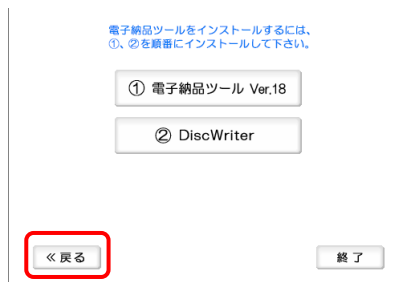 電子納品ツールをインストールするには、
①、②を順番にインストールして下さい。
① 電子納品ツール Ver.18
② DiscWriter
≪戻る
終了